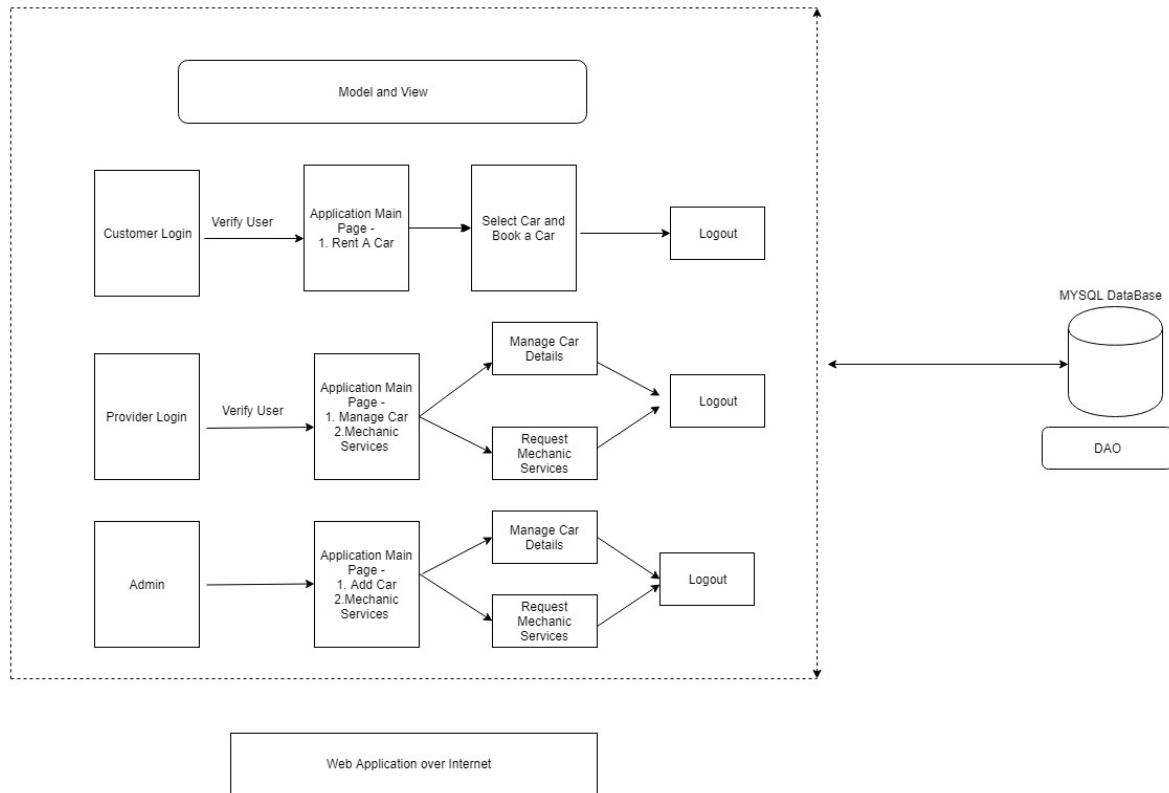 Model and View
Customer Login
Verify User
Application Main
Page -
1. Rent A Car
Select Car and
Book a Car
Logout
MYSQL DataBase
Provider Login
Verify User
Application Main
Page -
1. Manage Car
2.Mechanic
Services
Manage Car
Details
Request
Mechanic
Services
Logout
DAO
Admin
Application Main
Page -
1. Add Car
2.Mechanic
Services
Manage Car
Details
Request
Mechanic
Services
Logout
Web Application over Internet